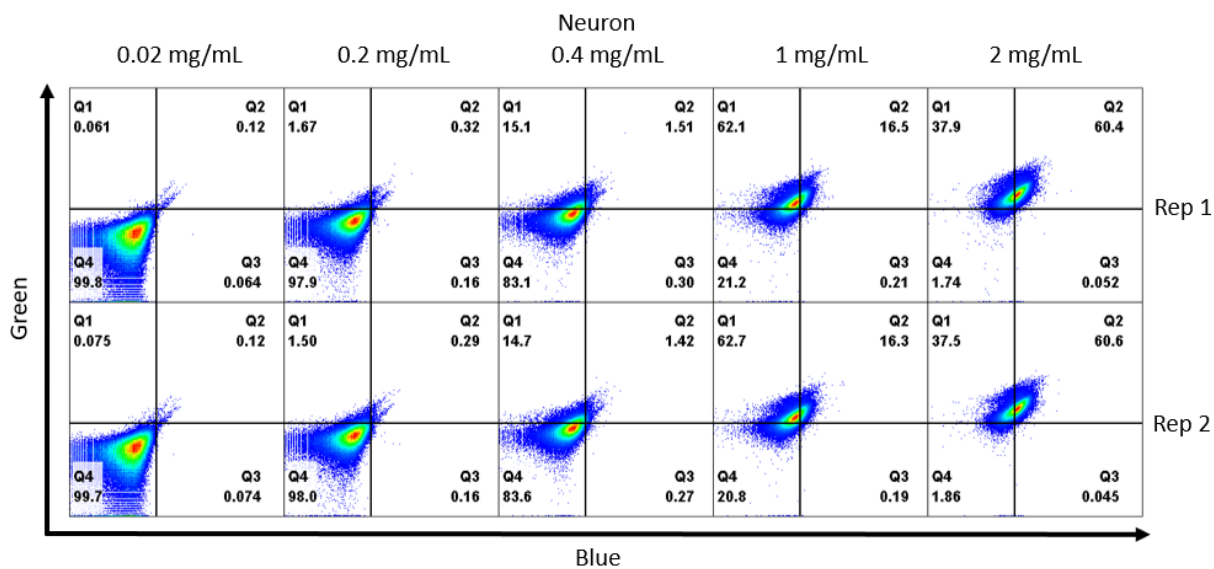 Neuron
0.02 mg/mL 0.2 mg/mL 0.4 mg/mL 1 mg/mL 2 mg/mL
Q1 Q2 Q1 Q2 Q1 Q2 Q1 Q2 Q1 Q2
0.061 0.12 1.67 0.32 15.1 1.51 62.1 16.5 37.9 60.4
Rep 1
Q4 Q3 Q4 Q3 Q4 Q3 Q4 Q3 Q4 Q3
99.8 0.064 97.9 0.16 83.1 0.30 21.2 0.21 1.74 0.052
Green
Q1 Q2 Q1 Q2 Q1 Q2 Q1 Q2 Q1 Q2
0.075 0.12 1.50 0.29 14.7 1.42 62.7 16.3 37.5 60.6
Rep 2
Q4 Q3 Q4 Q3 Q4 Q3 Q4 Q3 Q4 Q3
99.7 0.074 98.0 0.16 83.6 0.27 20.8 0.19 1.86 0.045
Blue